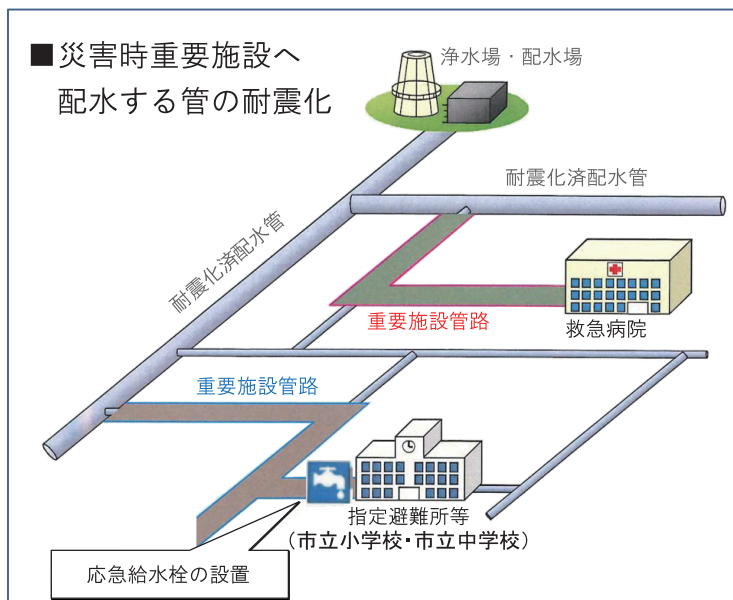 ■災害時重要施設へ
配水する管の耐震化
浄水場・配水場
耐震化済配水管
耐震化済配水管
重要施設管路
救急病院
重要施設管路
指定避難所等
（市立小学校・市立中学校）
応急給水栓の設置